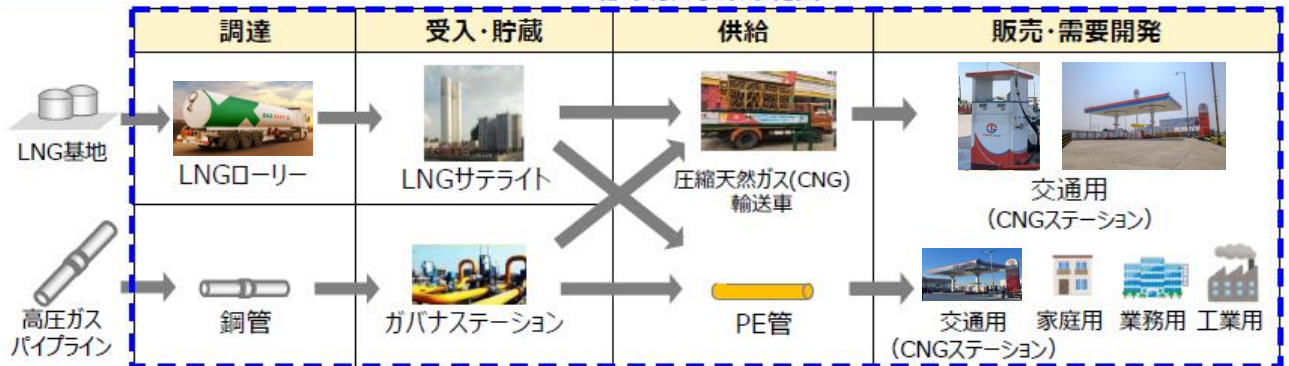 調達
受入・貯蔵
供給
販売・需要開発
LNG基地
LNGローリー
LNGサテライト
圧縮天然ガス(CNG)
輸送車
交通用
（CNGステーション）
高圧ガス
パイプライン
鋼管
ガバナステーション
PE管
交通用
（CNGステーション）
家庭用
業務用
工業用